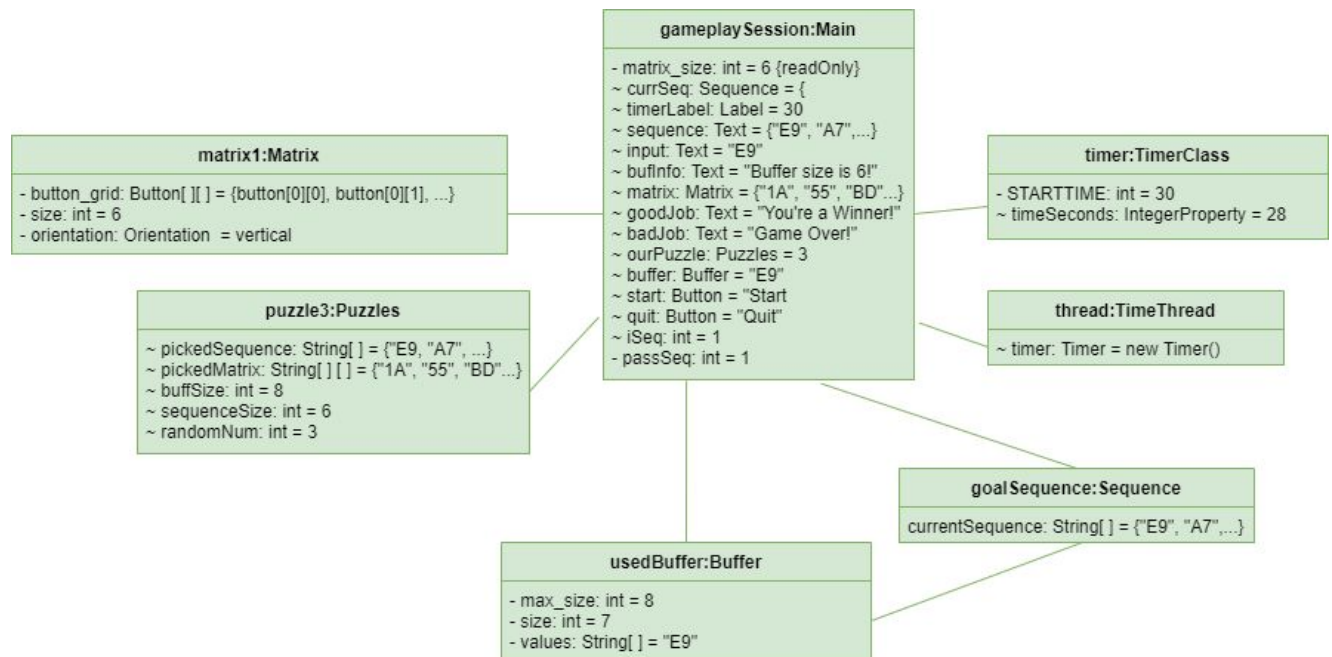 gameplaySession:Main
- matrix_size: int = 6 {readOnly}
~ currSeq: Sequence = {
~ timerLabel: Label = 30
~ sequence: Text = {"E9", "A7",...}
~ input: Text = "E9"
~ bufInfo: Text = "Buffer size is 6!"
~ matrix: Matrix = {"1A", "55", "BD"...}
~ goodJob: Text = "You're a Winner!"
~ badJob: Text = "Game Over!"
~ ourPuzzle: Puzzles = 3
~ buffer: Buffer = "E9"
~ start: Button = "Start
~ quit: Button = "Quit"
~ iSeq: int = 1
- passSeq: int = 1
matrix1:Matrix
- button_grid: Button[ ][ ] = {button[0][0], button[0][1], ...}
- size: int = 6
- orientation: Orientation = vertical
timer:TimerClass
- STARTTIME: int = 30
~ timeSeconds: IntegerProperty = 28
puzzle3:Puzzles
~ pickedSequence: String[ ] = {"E9, "A7", ...}
~ pickedMatrix: String[ ] [ ] = {"1A", "55", "BD"...}
~ buffSize: int = 8
~ sequenceSize: int = 6
~ randomNum: int = 3
thread:TimeThread
~ timer: Timer = new Timer()
goalSequence:Sequence
currentSequence: String[ ] = {"E9", "A7",...}
usedBuffer:Buffer
- max_size: int = 8
- size: int = 7
- values: String[ ] = "E9"